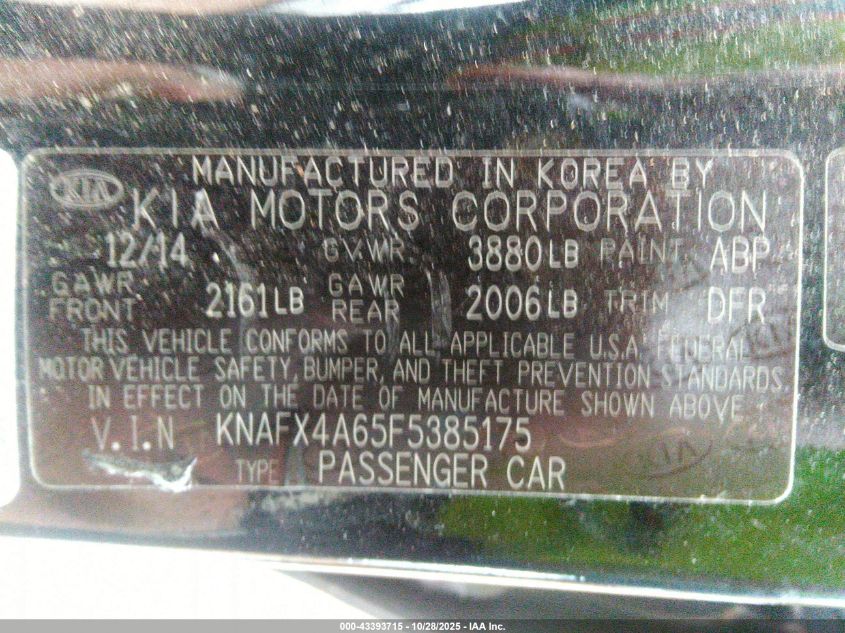 MANUFACTURED IN KOREA BY
KIA KIA MOTORS CORPORATION
12/14 GVWR 3880LB PAINT ABP
GAWR FRONT 2161LB GAWR REAR 2006LB TRIM DFR
THIS VEHICLE CONFORMS TO ALL APPLICABLE U.S.A. FEDERAL
MOTOR VEHICLE SAFETY, BUMPER, AND THEFT PREVENTION STANDARDS
IN EFFECT ON THE DATE OF MANUFACTURE SHOWN ABOVE.
V.I.N KNAFX4A65F5385175
TYPE PASSENGER CAR
KIA
KIA
000-43393715 - 10/28/2025 - IAA Inc.